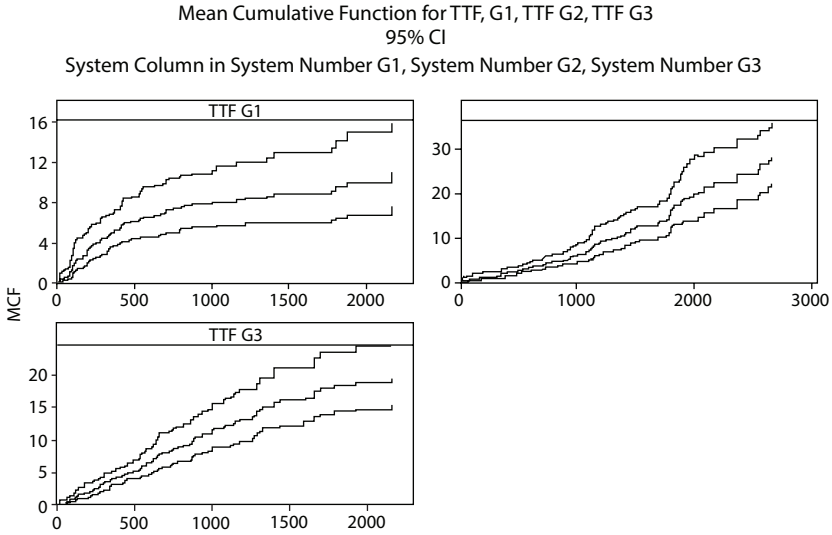 Mean Cumulative Function for TTF, G1, TTF G2, TTF G3
95% CI
System Column in System Number G1, System Number G2, System Number G3
TTF G1
16
12
8
4
0
0 500 1000 1500 2000
30
20
10
0
0 1000 2000 3000
MCF
TTF G3
20
15
10
5
0
0 500 1000 1500 2000